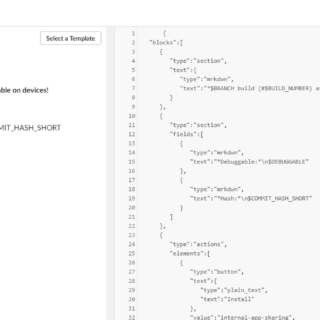 Select a Template
able on devices!
MIT_HASH_SHORT
1 {
2 "blocks":[
3 {
4 "type":"section",
5 "text":{
6 "type":"mrkdwn",
7 "text":"*$BRANCH build (#$BUILD_NUMBER) av
8 }
9 },
10 {
11 "type":"section",
12 "fields":[
13 {
14 "type":"mrkdwn",
15 "text":"*Debuggable:*\n$DEBUGGABLE"
16 },
17 {
18 "type":"mrkdwn",
19 "text":"*Hash:*\n$COMMIT_HASH_SHORT"
20 }
21 ]
22 },
23 {
24 "type":"actions",
25 "elements":[
26 {
27 "type":"button",
28 "text":{
29 "type":"plain_text",
30 "text":"Install"
31 },
32 "value":"internal-app-sharing",